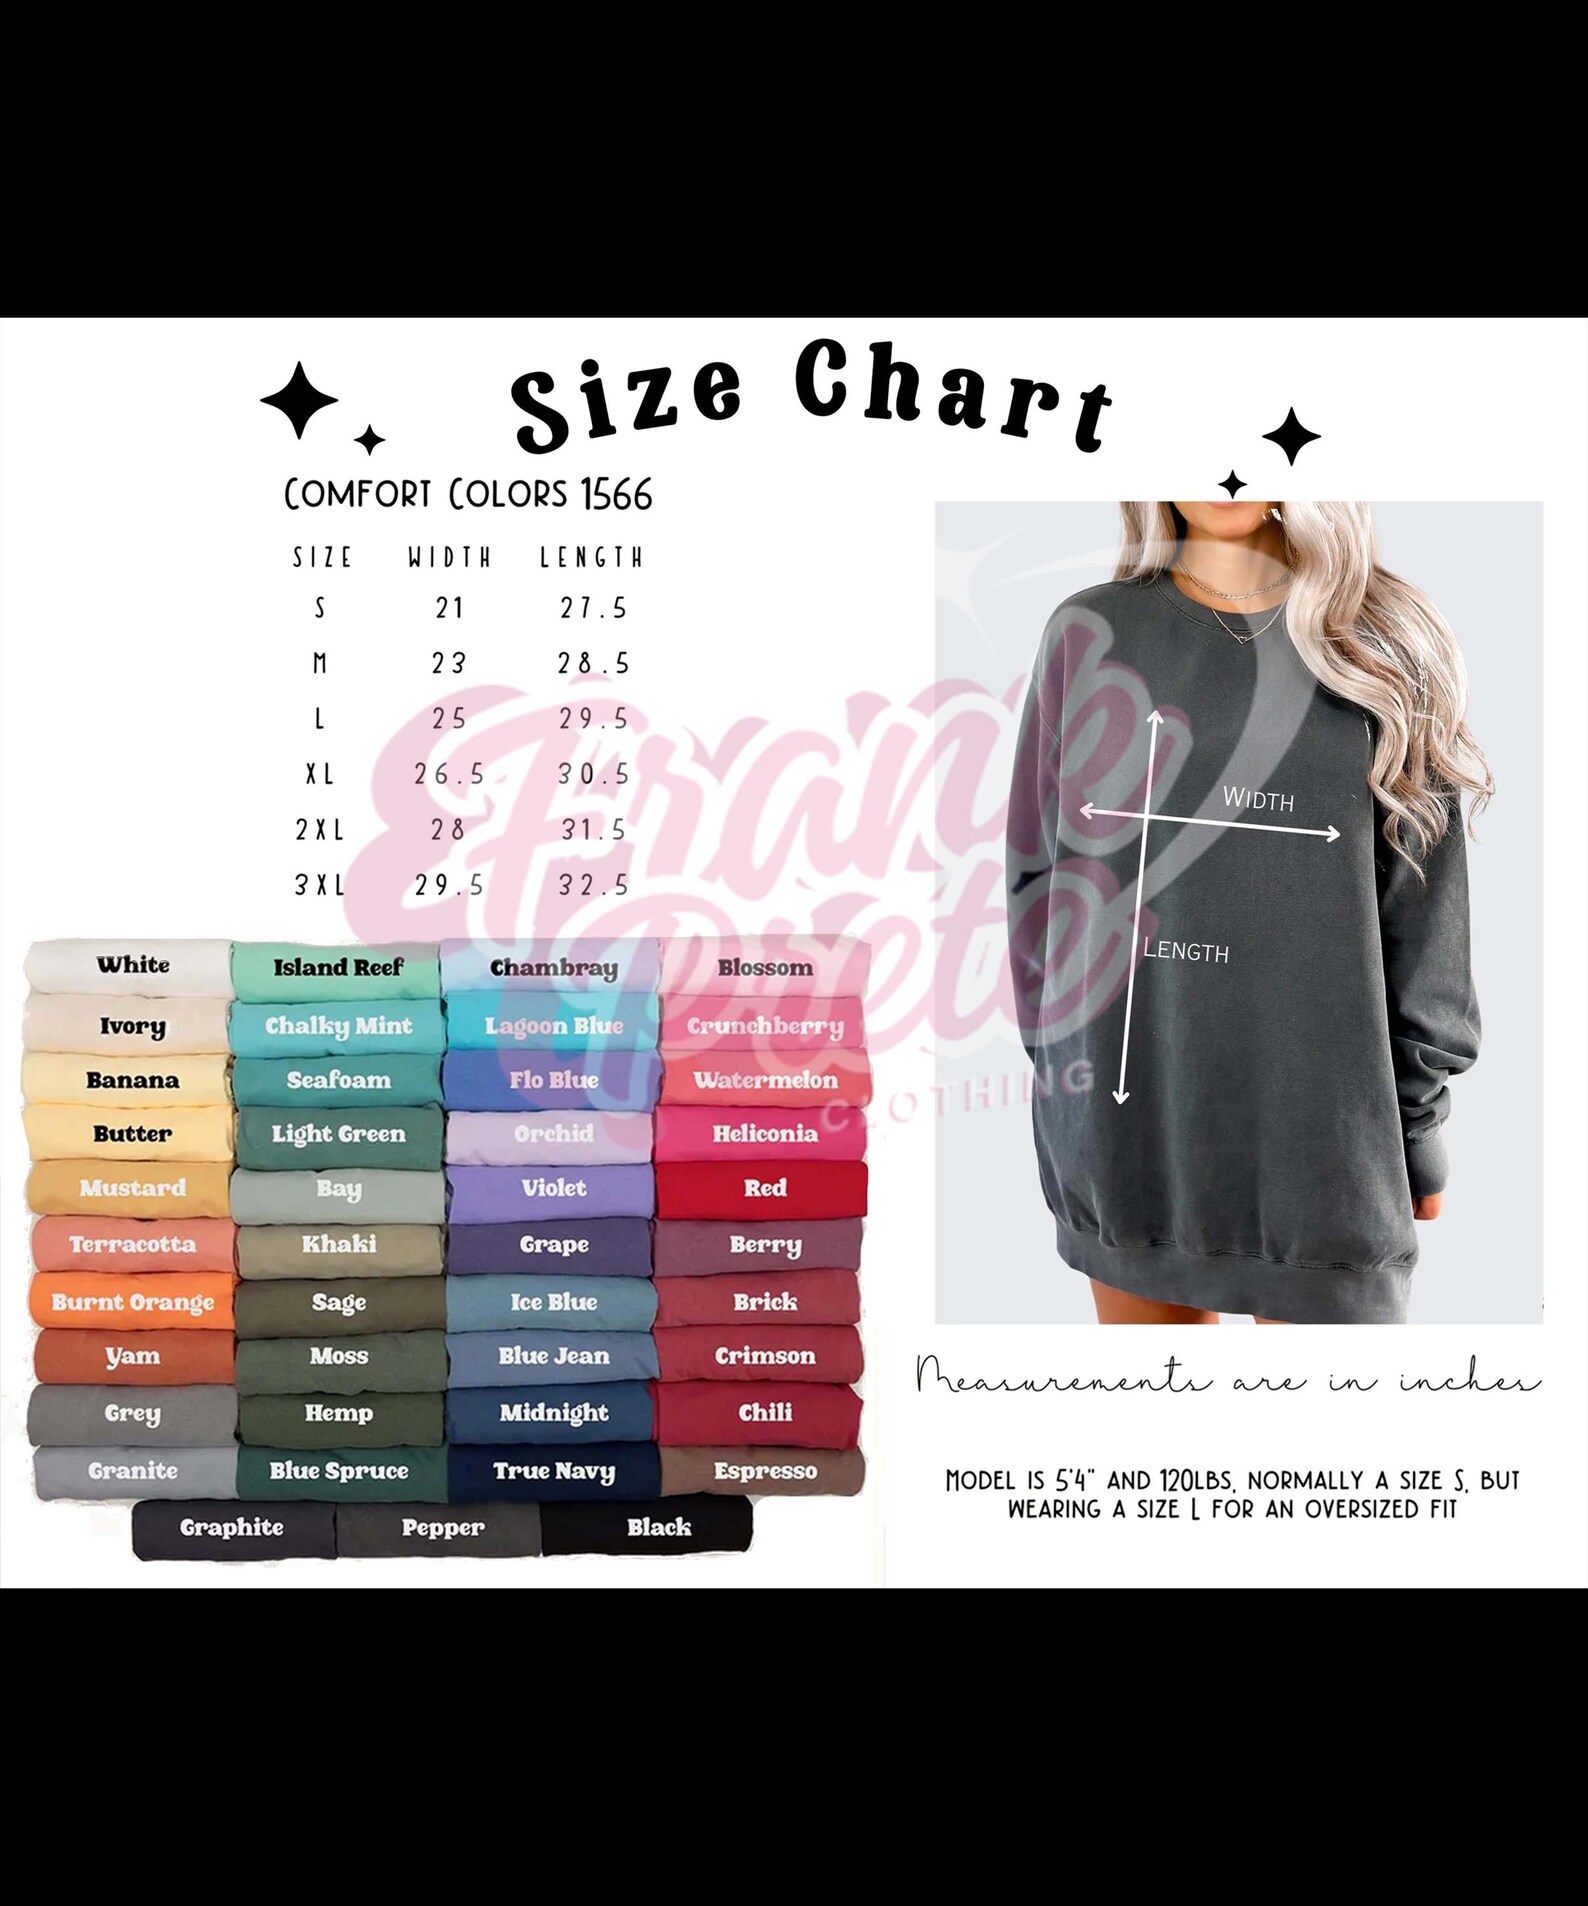 Size Chart
COMFORT COLORS 1566
SIZE WIDTH LENGTH
S 21 27.5
M 23 28.5
L 25 29.5
XL 26.5 30.5
2XL 28 31.5
3XL 29.5 32.5
White Island Reef Chambray Blossom
Ivory Chalky Mint Lagoon Blue Crunchberry
Banana Seafoam Flo Blue Watermelon
Butter Light Green Orchid Heliconia
Mustard Bay Violet Red
Terracotta Khaki Grape Berry
Burnt Orange Sage Ice Blue Brick
Yam Moss Blue Jean Crimson
Grey Hemp Midnight Chili
Granite Blue Spruce True Navy Espresso
Graphite Pepper Black
WIDTH
LENGTH
Measurements are in inches
MODEL IS 5'4" AND 120LBS, NORMALLY A SIZE S, BUT
WEARING A SIZE L FOR AN OVERSIZED FIT
Frank
Prete
CLOTHING